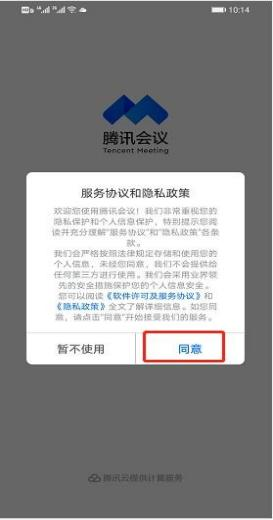 10:14
腾讯会议
Tencent Meeting
服务协议和隐私政策
欢迎您使用腾讯会议！我们非常重视您的
隐私保护和个人信息保护，特别提示您阅
读并充分理解“服务协议”和“隐私政策”各条
款。
我们会严格按照法律规定存储和使用您的
个人信息，未经您同意，我们不会提供给
任何第三方进行使用。我们会采用业界领
先的安全措施保护您的个人信息安全。
您可以阅读《软件许可及服务协议》和
《隐私政策》全文了解详细信息。如您同
意，请点击“同意”开始接受我们的服务。
暂不使用 同意
腾讯云提供计算服务